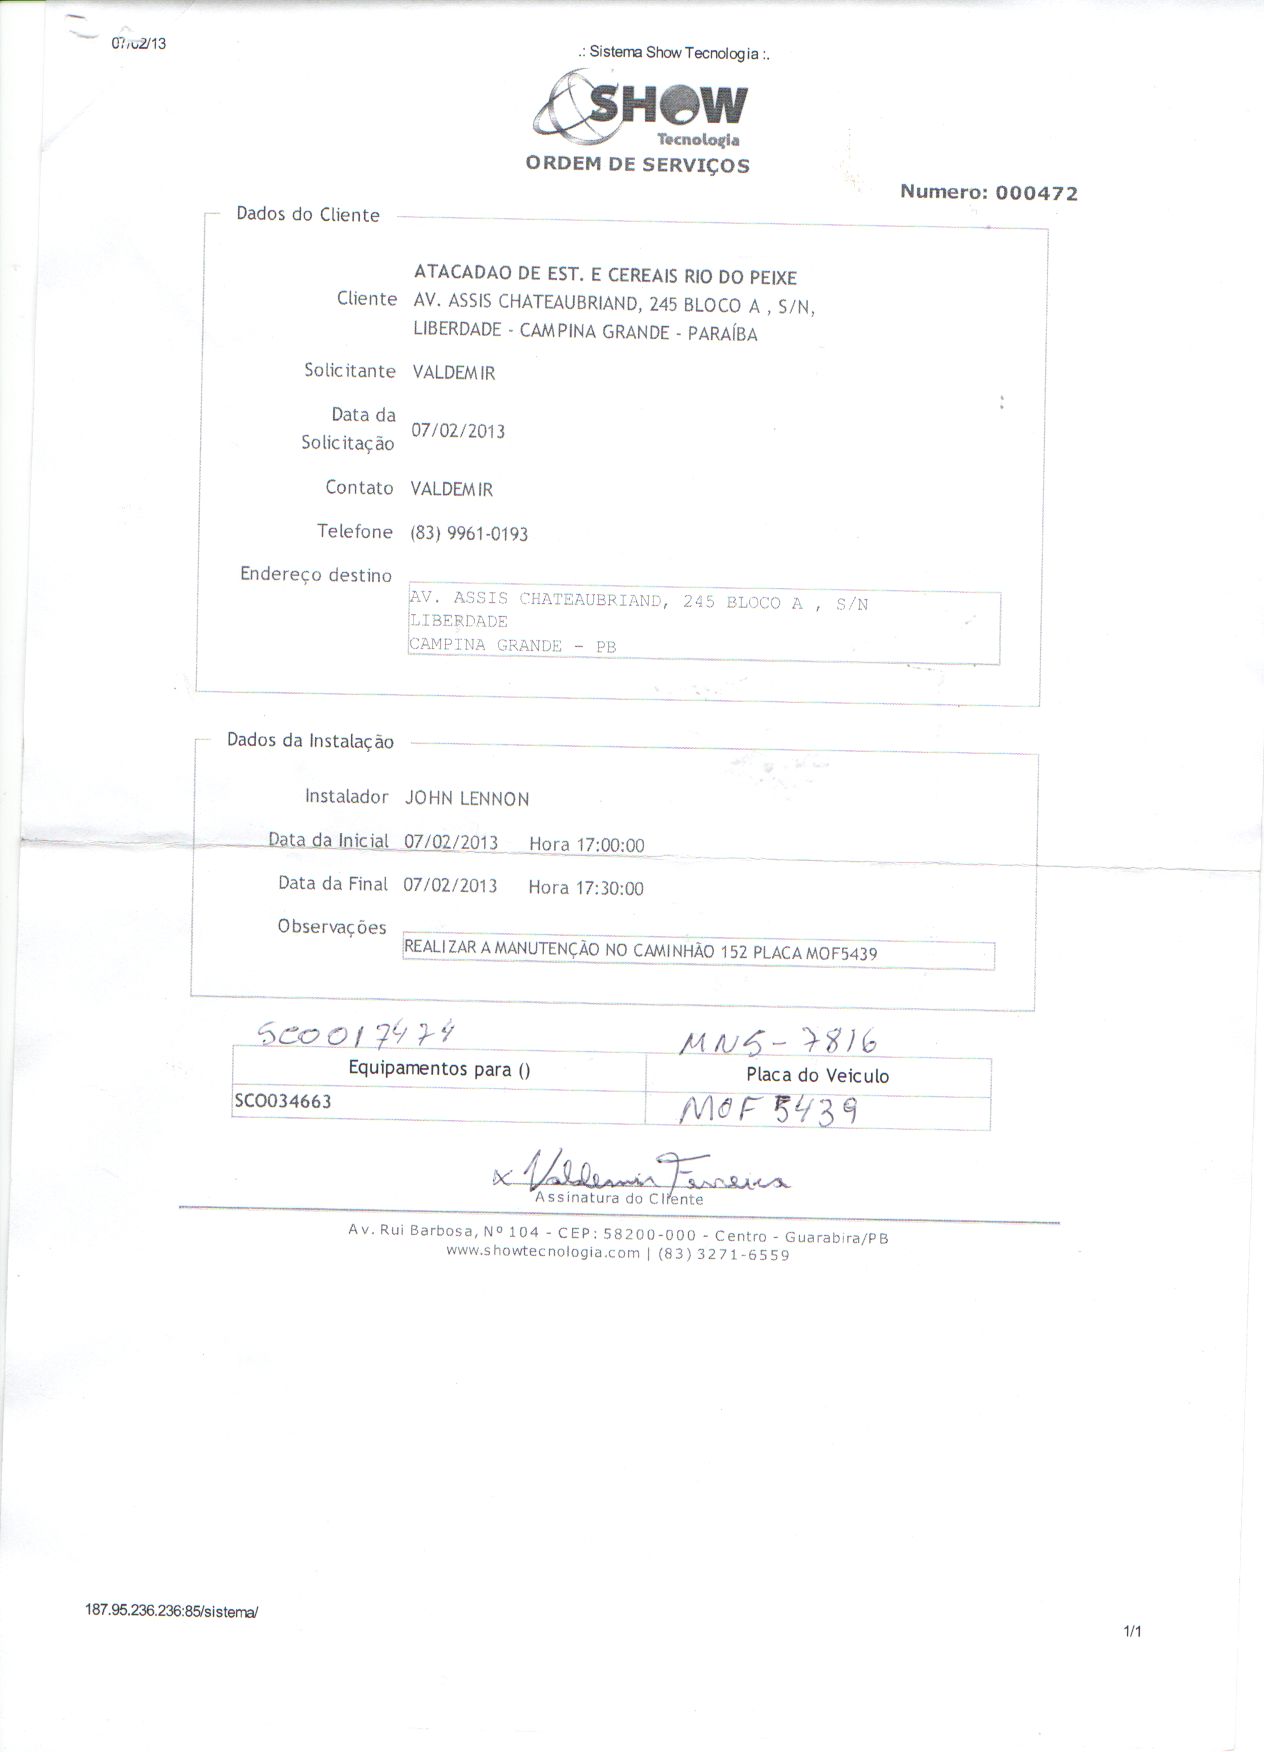 07/02/13
.: Sistema Show Tecnologia :.
SHOW
Tecnologia
ORDEM DE SERVIÇOS
Numero: 000472
Dados do Cliente
ATACADAO DE EST. E CEREAIS RIO DO PEIXE
Cliente AV. ASSIS CHATEAUBRIAND, 245 BLOCO A , S/N,
LIBERDADE - CAMPINA GRANDE - PARAÍBA
Solicitante VALDEMIR
Data da
Solicitação 07/02/2013
Contato VALDEMIR
Telefone (83) 9961-0193
Endereço destino
AV. ASSIS CHATEAUBRIAND, 245 BLOCO A , S/N
LIBERDADE
CAMPINA GRANDE - PB
Dados da Instalação
Instalador JOHN LENNON
Data da Inicial 07/02/2013 Hora 17:00:00
Data da Final 07/02/2013 Hora 17:30:00
Observações
REALIZAR A MANUTENÇÃO NO CAMINHÃO 152 PLACA MOF5439
SCO017474 MNS-7816
Equipamentos para () Placa do Veiculo
SCO034663 MOF 5439
x Valdemir Ferreira
Assinatura do Cliente
Av. Rui Barbosa, Nº 104 - CEP: 58200-000 - Centro - Guarabira/PB
www.showtecnologia.com | (83) 3271-6559
187.95.236.236:85/sistema/
1/1